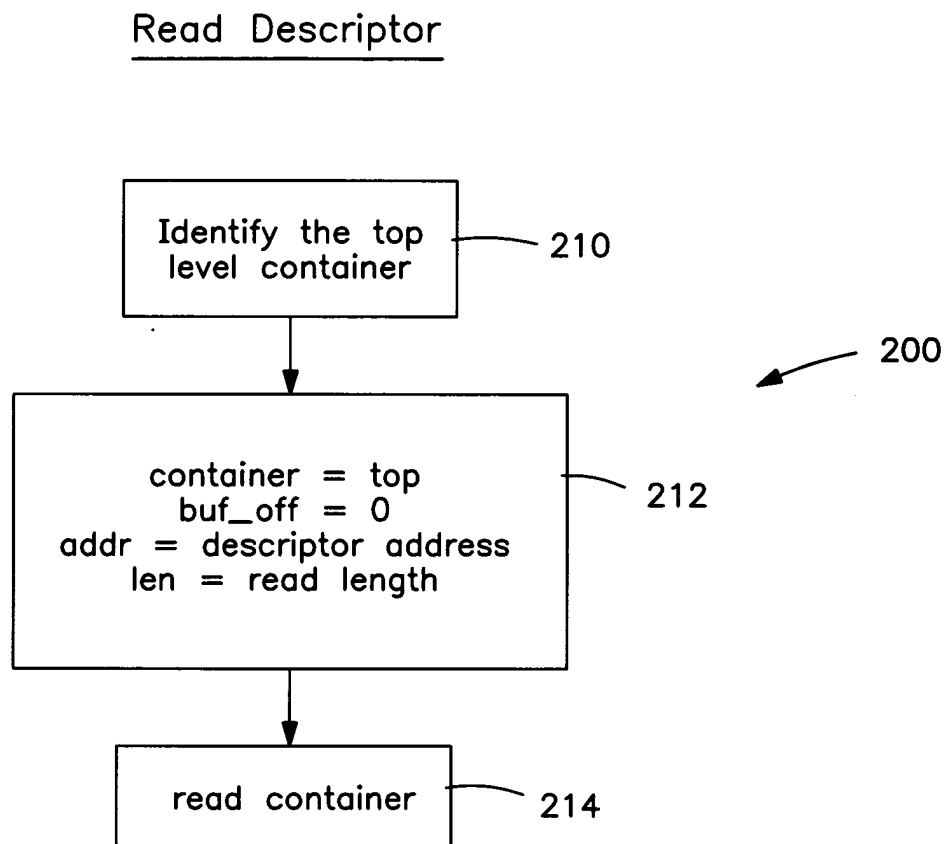 Read Descriptor
Identify the top
level container
210
200
container = top
buf_off = 0
addr = descriptor address
len = read length
212
read container
214